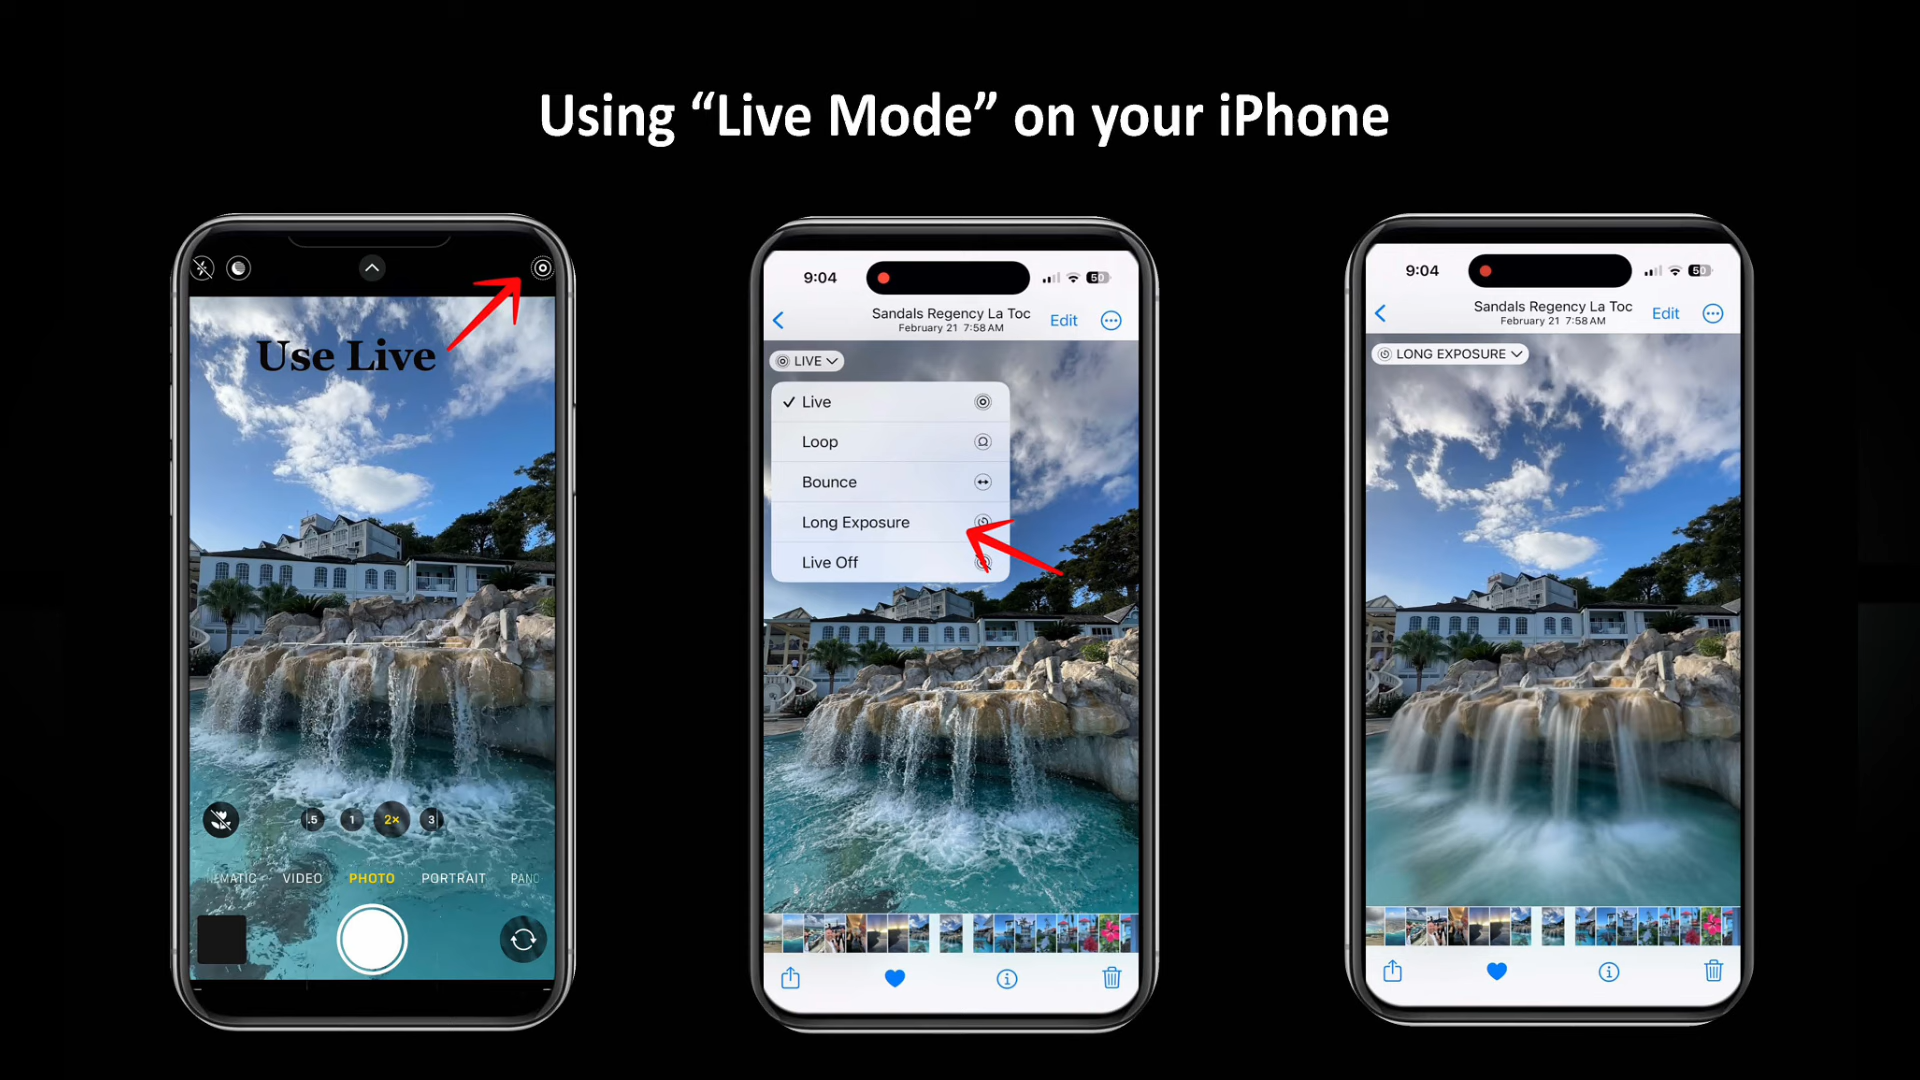 Using “Live Mode” on your iPhone
Use Live
.5 1 2× 3
EMATIC VIDEO PHOTO PORTRAIT PANO
9:04 50
Sandals Regency La Toc
February 21 7:58 AM
Edit
LIVE
Live
Loop
Bounce
Long Exposure
Live Off
9:04 50
Sandals Regency La Toc
February 21 7:58 AM
Edit
LONG EXPOSURE